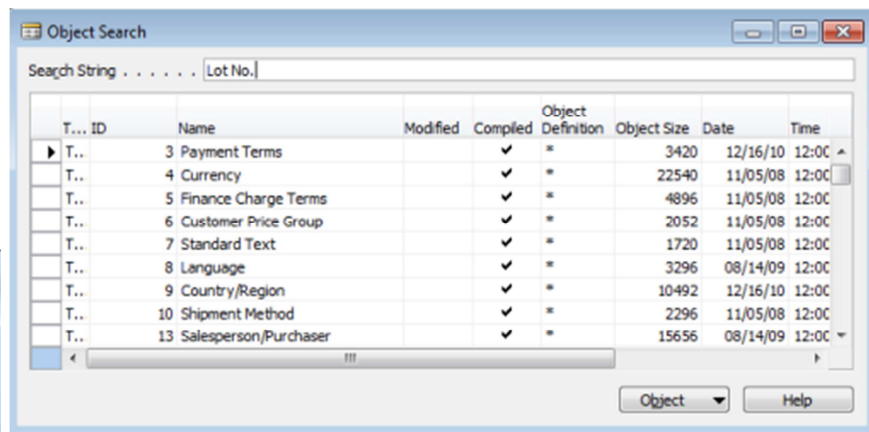 Object Search
Search String . . . . . . Lot No.
T... ID Name Modified Compiled Object Definition Object Size Date Time
T... 3 Payment Terms ✔ * 3420 12/16/10 12:00
T... 4 Currency ✔ * 22540 11/05/08 12:00
T... 5 Finance Charge Terms ✔ * 4896 11/05/08 12:00
T... 6 Customer Price Group ✔ * 2052 11/05/08 12:00
T... 7 Standard Text ✔ * 1720 11/05/08 12:00
T... 8 Language ✔ * 3296 08/14/09 12:00
T... 9 Country/Region ✔ * 10492 12/16/10 12:00
T... 10 Shipment Method ✔ * 2296 11/05/08 12:00
T... 13 Salesperson/Purchaser ✔ * 15656 08/14/09 12:00
Object Help